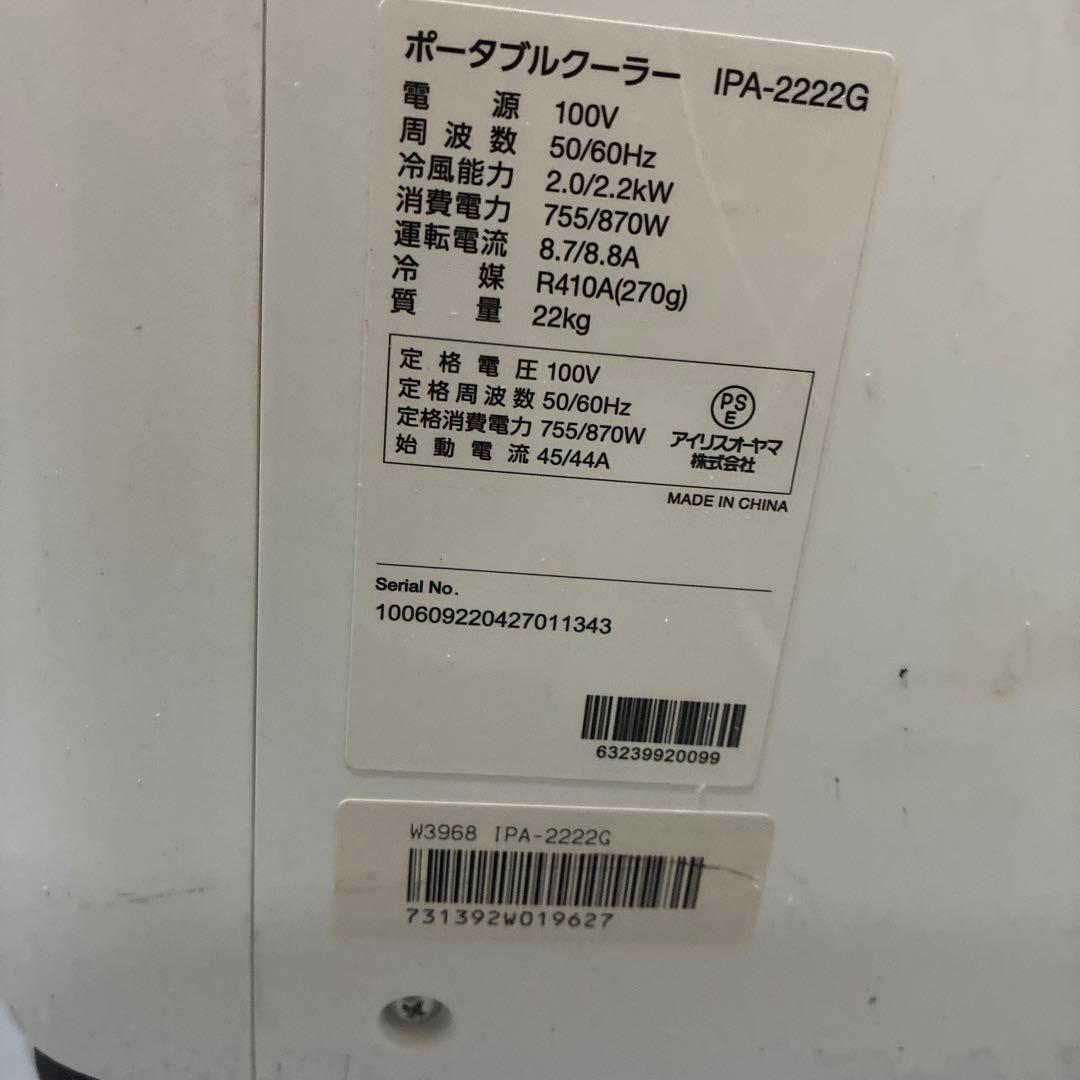 ポータブルクーラー IPA-2222G
電源 100V
周波数 50/60Hz
冷風能力 2.0/2.2kW
消費電力 755/870W
運転電流 8.7/8.8A
冷媒 R410A(270g)
質量 22kg
定格電圧 100V
定格周波数 50/60Hz
定格消費電力 755/870W
始動電流 45/44A
PSE
アイリスオーヤマ
株式会社
MADE IN CHINA
Serial No.
100609220427011343
63239920099
W3968 IPA-2222G
731392W019627